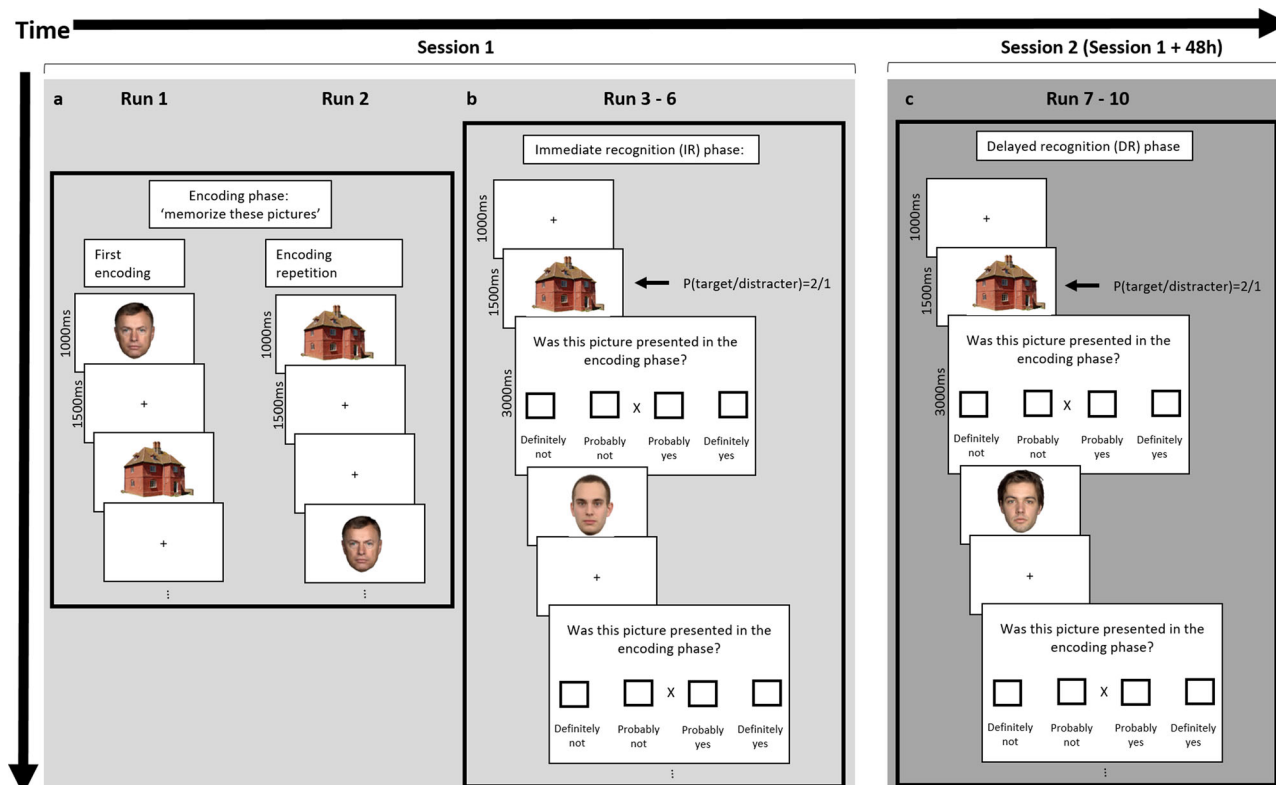 Time
Session 1
Session 2 (Session 1 + 48h)
a
Run 1
Run 2
Encoding phase:
‘memorize these pictures’
First
encoding
Encoding
repetition
1000ms
1500ms
+
+
⋮
1000ms
1500ms
+
+
⋮
b
Run 3 - 6
Immediate recognition (IR) phase:
1000ms
+
1500ms
P(target/distracter)=2/1
3000ms
Was this picture presented in the
encoding phase?
X
Definitely
not
Probably
not
Probably
yes
Definitely
yes
+
Was this picture presented in the
encoding phase?
X
Definitely
not
Probably
not
Probably
yes
Definitely
yes
⋮
c
Run 7 - 10
Delayed recognition (DR) phase
1000ms
+
1500ms
P(target/distracter)=2/1
3000ms
Was this picture presented in the
encoding phase?
X
Definitely
not
Probably
not
Probably
yes
Definitely
yes
+
Was this picture presented in the
encoding phase?
X
Definitely
not
Probably
not
Probably
yes
Definitely
yes
⋮